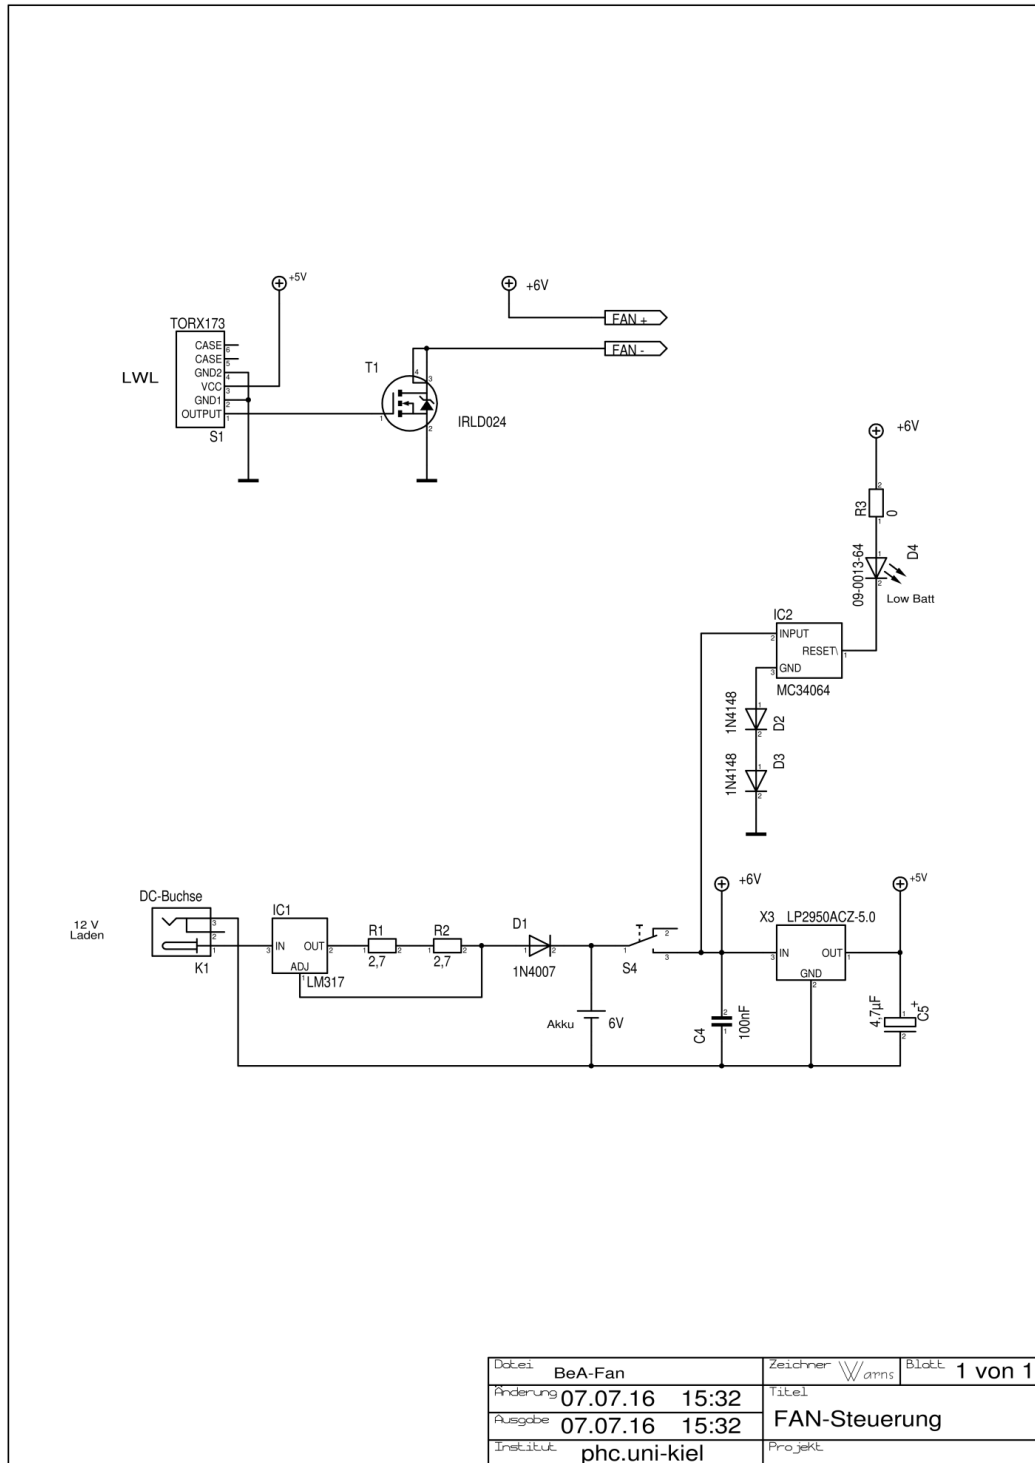 +5V
+6V
TORX173
FAN +
CASE
6
CASE
5
FAN -
GND2
4
LWL
VCC
3
GND1
2
OUTPUT
1
S1
T1
4
3
1
2
IRLD024
+6V
2
R3
0
1
09-0013-64
1
2
D4
Low Batt
IC2
2
INPUT
RESET\
1
3
GND
MC34064
1N4148
1
2
D2
1N4148
1
2
D3
DC-Buchse
12 V
Laden
3
2
1
K1
IC1
3
IN
OUT
2
ADJ
1
LM317
R1
1
2
2,7
R2
1
2
2,7
D1
1
2
1N4007
Akku
6V
1
2
3
S4
+6V
2
1
C4
100nF
X3
LP2950ACZ-5.0
3
IN
OUT
1
GND
2
+5V
4,7µF
1
2
+
C5
Datei
BeA-Fan
Zeichner
Warns
Blatt
1 von 1
Änderung
07.07.16 15:32
Titel
FAN-Steuerung
Ausgabe
07.07.16 15:32
Institut
phc.uni-kiel
Projekt